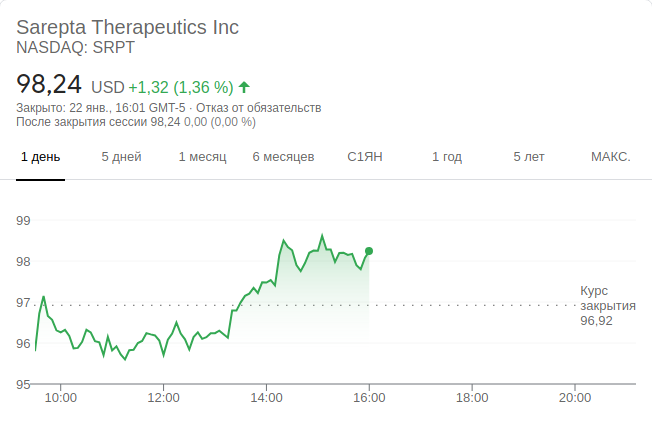 Sarepta Therapeutics Inc
NASDAQ: SRPT
98,24 USD +1,32 (1,36 %)
Закрыто: 22 янв., 16:01 GMT-5 · Отказ от обязательств
После закрытия сессии 98,24 0,00 (0,00 %)
1 день 5 дней 1 месяц 6 месяцев С1ЯН 1 год 5 лет МАКС.
99
98
97
96
95
Курс
закрытия
96,92
10:00 12:00 14:00 16:00 18:00 20:00